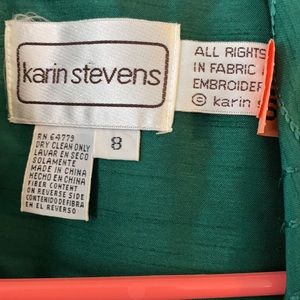 karin stevens
ALL RIGHTS
IN FABRIC
EMBROIDER
© karin s
RN 64779
DRY CLEAN ONLY
LAVAR EN SECO
SOLAMENTE
MADE IN CHINA
HECHO EN CHINA
FIBER CONTENT
ON REVERSE SIDE
CONTENIDO DE FIBRA
EN EL REVERSO
8